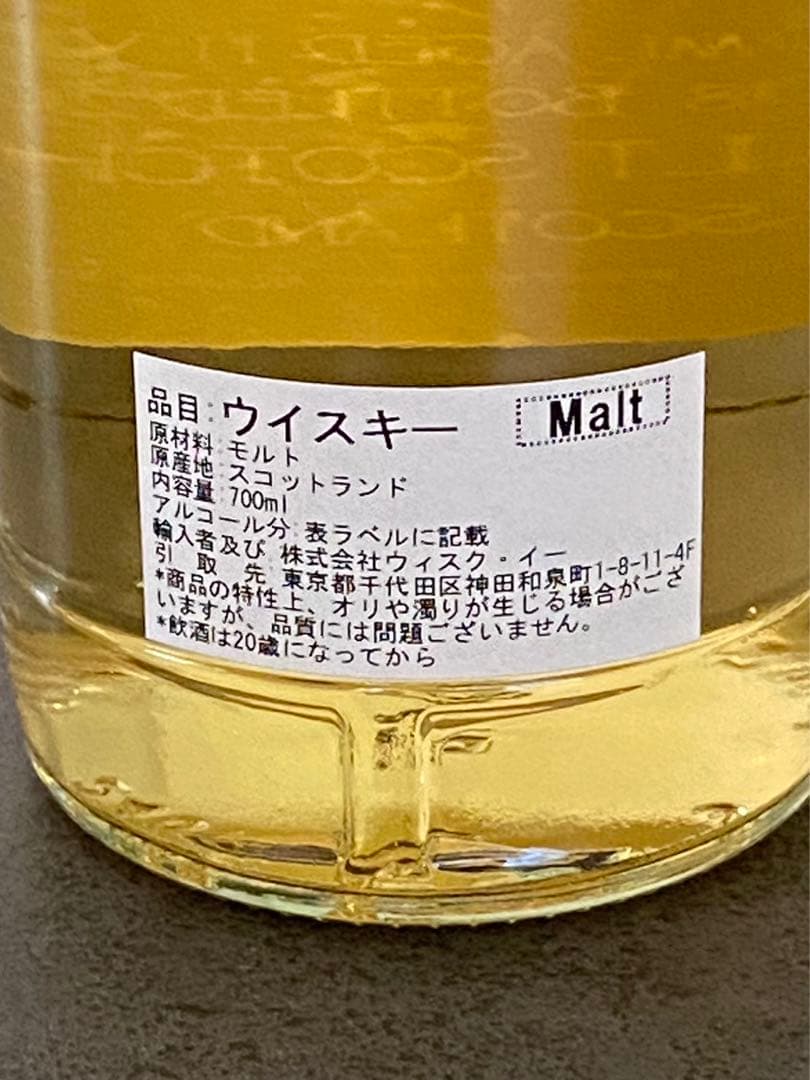 SCOTCH
SCOTLAND
品目:ウイスキー
Malt
原材料:モルト
原産地:スコットランド
内容量:700ml
アルコール分:表ラベルに記載
輸入者及び:株式会社ウィスク・イー
引取先:東京都千代田区神田和泉町1-8-11-4F
*商品の特性上、オリや濁りが生じる場合がござ
いますが、品質には問題ございません。
*飲酒は20歳になってから